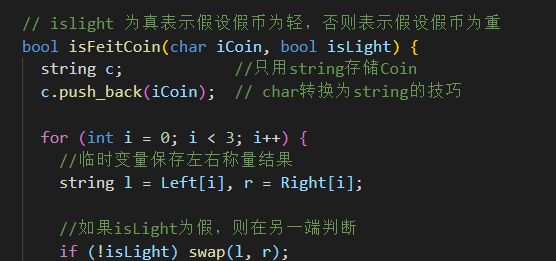 // islight 为真表示假设假币为轻，否则表示假设假币为重
bool isFeitCoin(char iCoin, bool isLight) {
string c; //只用string存储Coin
c.push_back(iCoin); // char转换为string的技巧
for (int i = 0; i < 3; i++) {
//临时变量保存左右称量结果
string l = Left[i], r = Right[i];
//如果isLight为假，则在另一端判断
if (!isLight) swap(l, r);